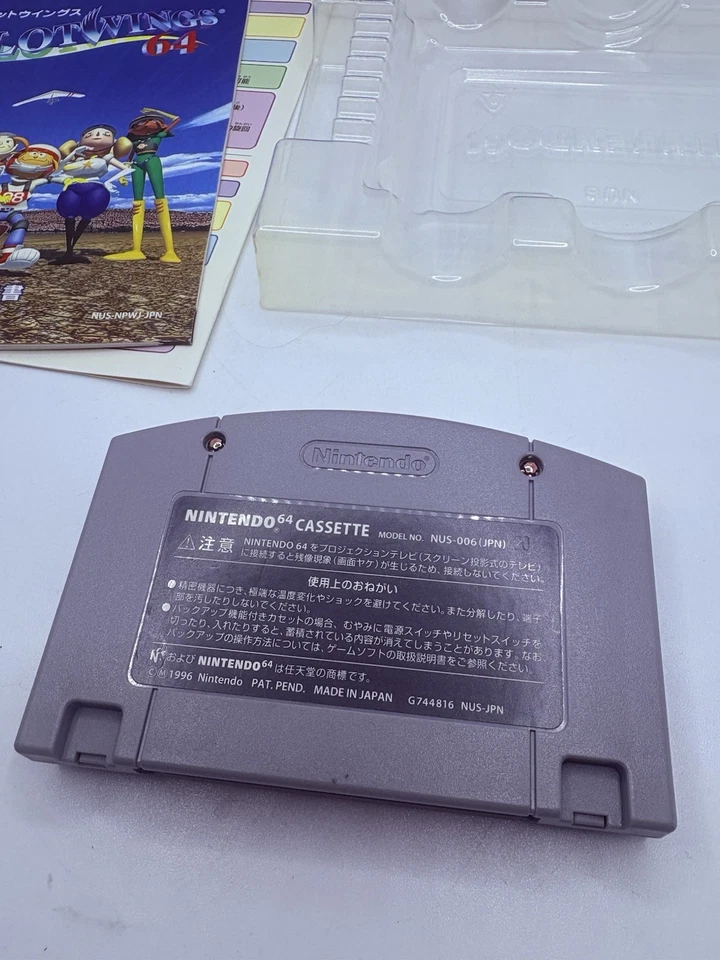 ットウイングス
LOTWINGS
64
書
NUS-NPWJ-JPN
Nintendo
NINTENDO64 CASSETTE MODEL NO. NUS-006(JPN)
⚠注意 NINTENDO 64をプロジェクションテレビ(スクリーン投影式のテレビ)
に接続すると残像現象(画面ヤケ)が生じるため、接続しないでください。
使用上のおねがい
●精密機器につき、極端な温度変化やショックを避けてください。また分解したり、端子
部を汚したりしないでください。
●バックアップ機能付きカセットの場合、むやみに電源スイッチやリセットスイッチを
切ったり、入れたりすると、蓄積されている内容が消えてしまうことがあります。なお、
バックアップの操作方法については、ゲームソフトの取扱説明書をご参照ください。
および NINTENDO64は任天堂の商標です。
©Ⓜ1996 Nintendo PAT. PEND. MADE IN JAPAN G744816 NUS-JPN